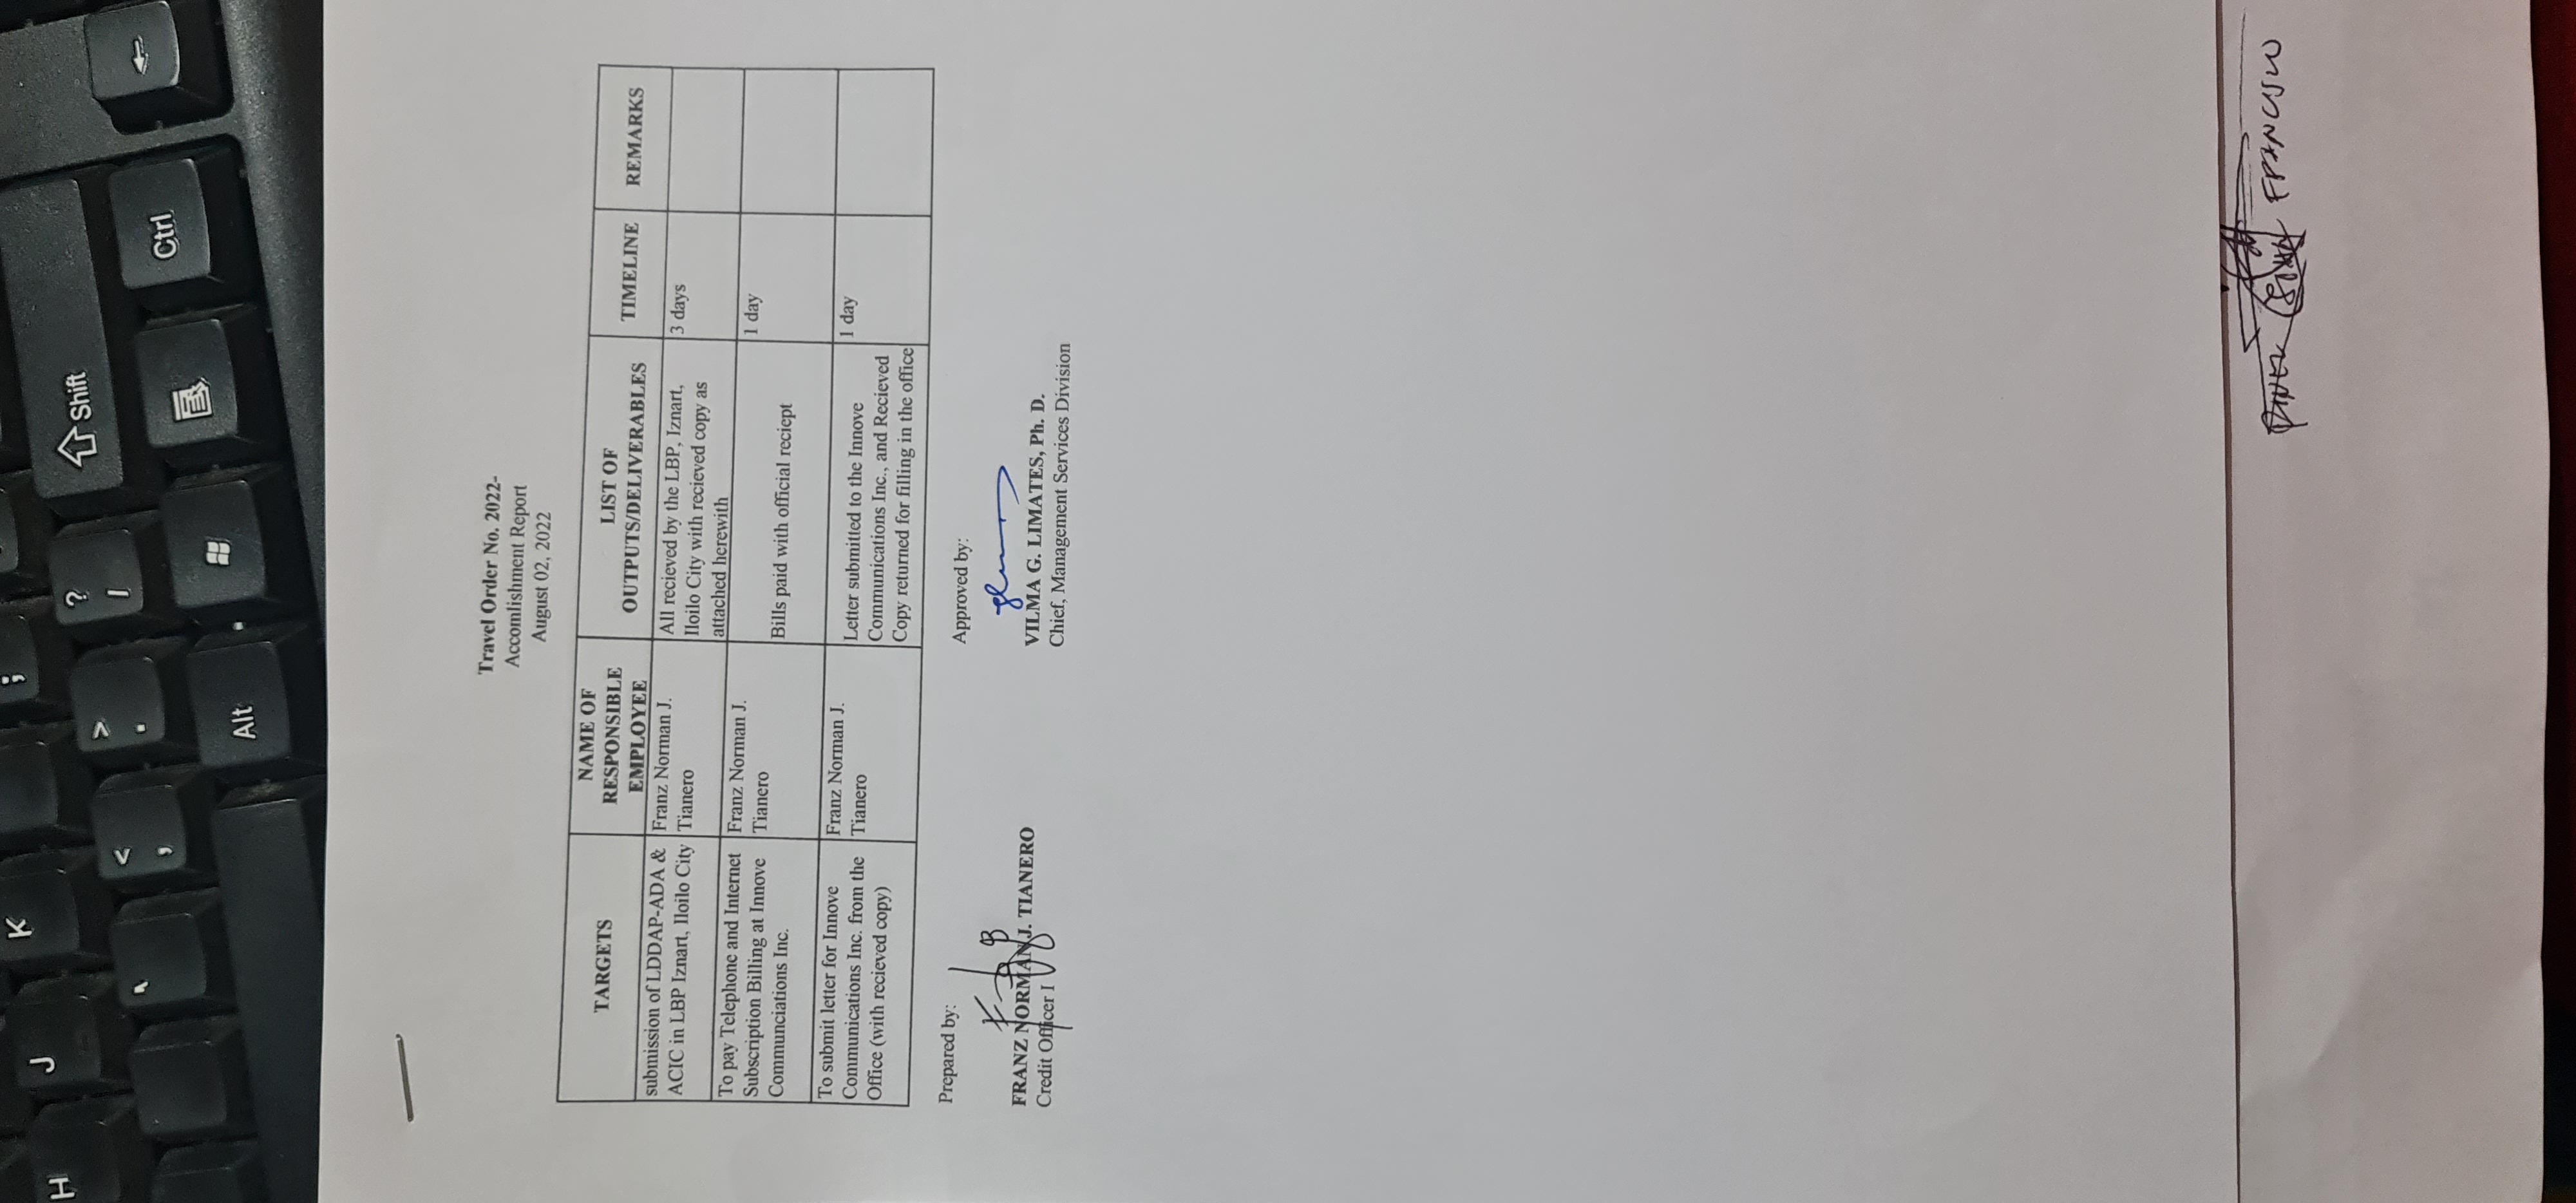 H J K ;
< , > . ? / Shift
Alt Ctrl
Travel Order No. 2022-
Accomlishment Report
August 02, 2022
TARGETS NAME OF RESPONSIBLE EMPLOYEE LIST OF OUTPUTS/DELIVERABLES TIMELINE REMARKS
submission of LDDAP-ADA &
ACIC in LBP Iznart, Iloilo City
Franz Norman J.
Tianero
All recieved by the LBP, Iznart,
Iloilo City with recieved copy as
attached herewith
3 days
To pay Telephone and Internet
Subscription Billing at Innove
Communciations Inc.
Franz Norman J.
Tianero
Bills paid with official reciept
1 day
To submit letter for Innove
Communications Inc. from the
Office (with recieved copy)
Franz Norman J.
Tianero
Letter submitted to the Innove
Communications Inc., and Recieved
Copy returned for filling in the office
1 day
Prepared by:
FRANZ NORMAN J. TIANERO
Credit Officer I
Approved by:
VILMA G. LIMATES, Ph. D.
Chief, Management Services Division
FRANCISCO